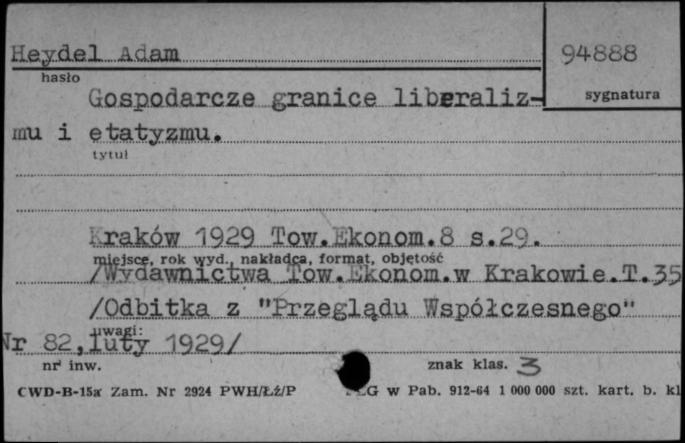 Heydel Adam
94888
hasło
sygnatura
Gospodarcze granice liberaliz-
mu i etatyzmu.
tytuł
Kraków 1929 Tow.Ekonom.8 s.29.
miejsce, rok wyd., nakładca, format, objętość
/Wydawnictwa Tow.Ekonom.w Krakowie.T.35
/Odbitka z "Przeglądu Współczesnego"
uwagi:
Nr 82, luty 1929/
nr inw.
znak klas. 3
CWD-B-15a Zam. Nr 2924 PWH/Łź/P
G w Pab. 912-64 1 000 000 szt. kart. b. kl